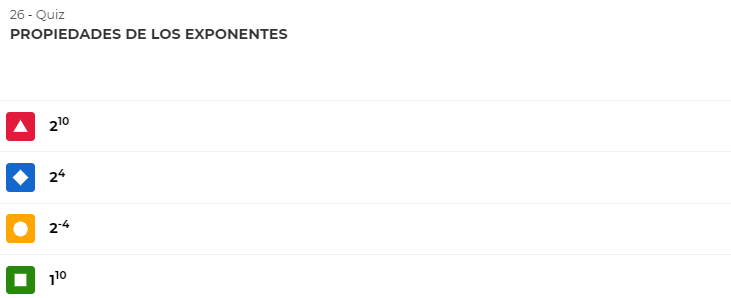 26 - Quiz
PROPIEDADES DE LOS EXPONENTES
2¹⁰
2⁴
2⁻⁴
1¹⁰